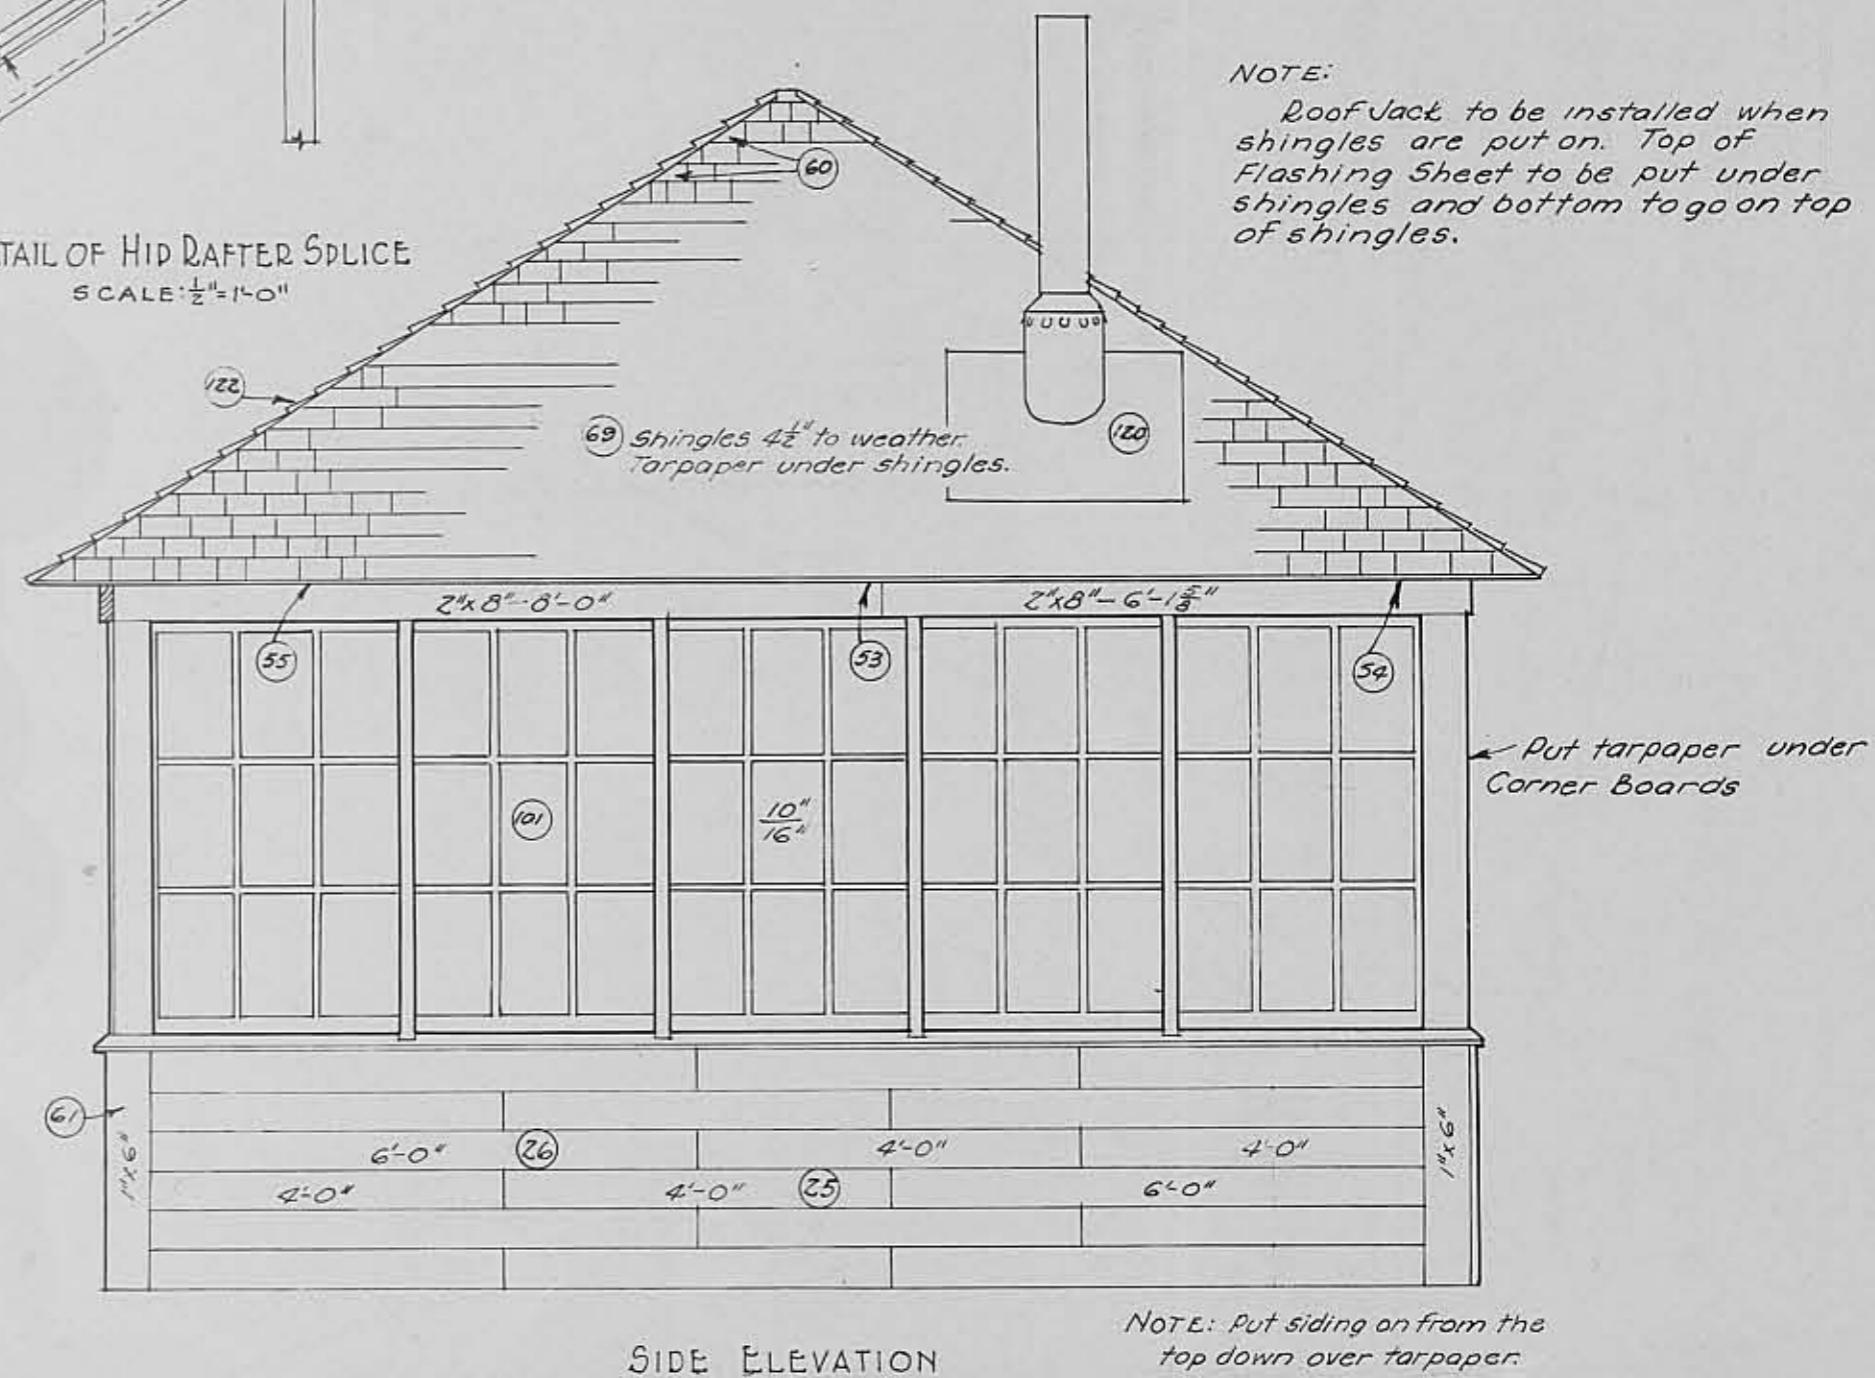 NOTE:
Roof Jack to be installed when
shingles are put on. Top of
Flashing Sheet to be put under
shingles and bottom to go on top
of shingles.
TAIL OF HIP RAFTER SPLICE
SCALE: 1/2" = 1'-0"
60
122
69 Shingles 4 1/2" to weather.
Tarpaper under shingles.
120
2"x8"-8'-0"
2"x8"-6'-1 5/8"
55
53
54
Put tarpaper under
Corner Boards
101
10"
16"
61
1"x6"
6'-0" 26 4'-0" 4'-0"
4'-0" 4'-0" 25 6'-0"
1"x6"
NOTE: Put siding on from the
top down over tarpaper.
SIDE ELEVATION